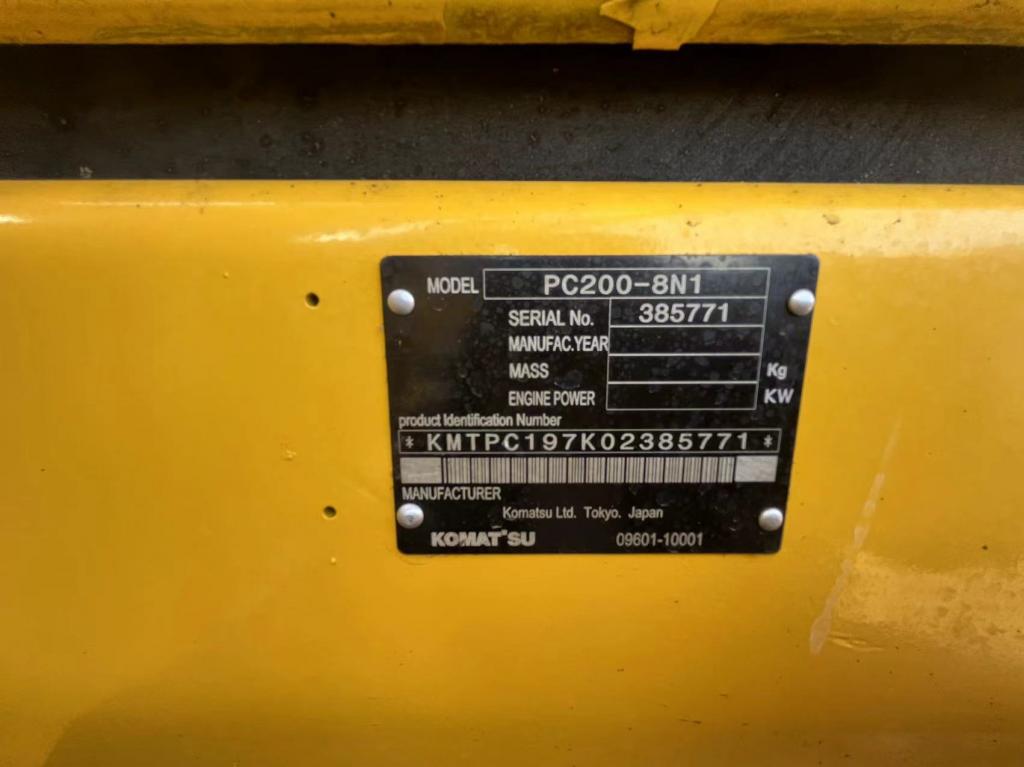 MODEL PC200-8N1
SERIAL No. 385771
MANUFAC.YEAR
MASS Kg
ENGINE POWER KW
product Identification Number
* KMTPC197K02385771 *
MANUFACTURER
Komatsu Ltd. Tokyo. Japan
KOMATSU 09601-10001